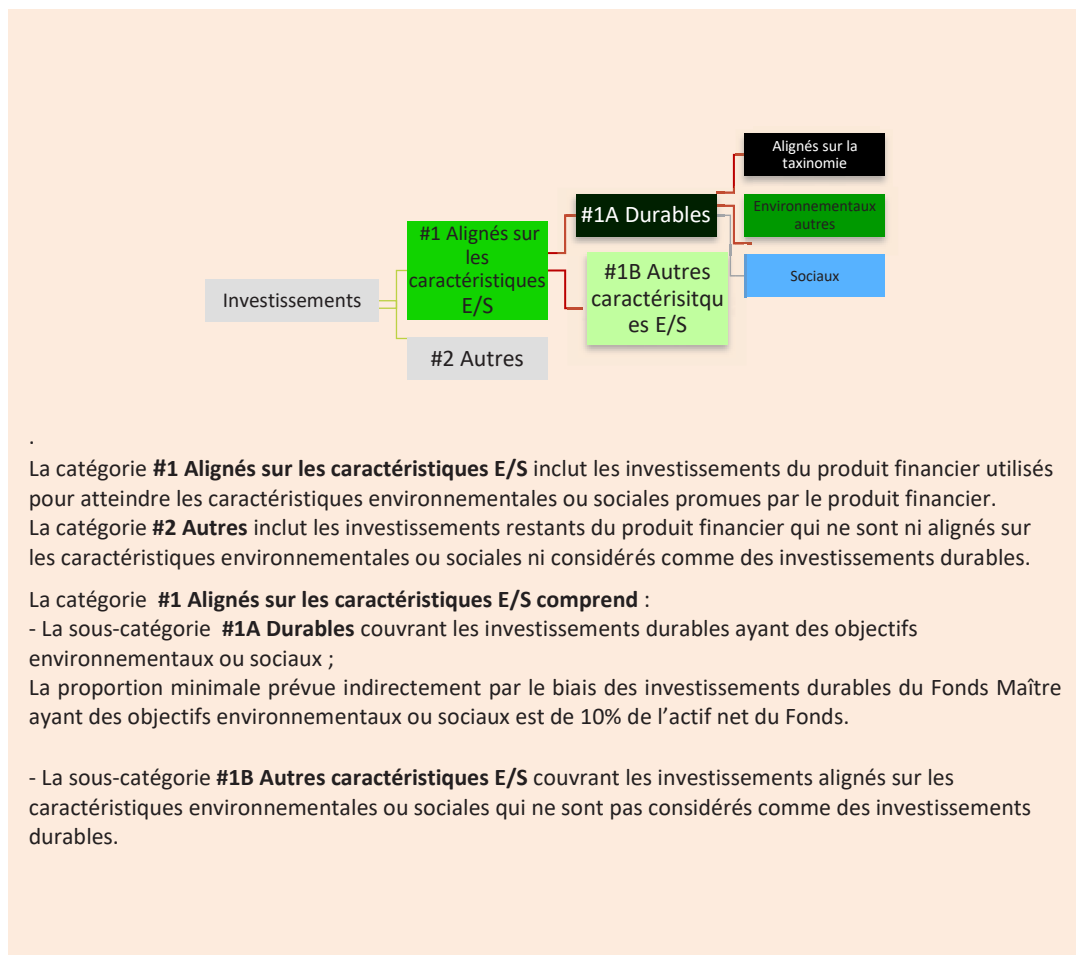 Alignés sur la
taxinomie
#1A Durables
Environnementaux
autres
#1 Alignés sur
les
caractéristiques
E/S
#1B Autres
caractérisitqu
es E/S
Sociaux
Investissements
#2 Autres
.
La catégorie #1 Alignés sur les caractéristiques E/S inclut les investissements du produit financier utilisés
pour atteindre les caractéristiques environnementales ou sociales promues par le produit financier.
La catégorie #2 Autres inclut les investissements restants du produit financier qui ne sont ni alignés sur
les caractéristiques environnementales ou sociales ni considérés comme des investissements durables.
La catégorie #1 Alignés sur les caractéristiques E/S comprend :
- La sous-catégorie #1A Durables couvrant les investissements durables ayant des objectifs
environnementaux ou sociaux ;
La proportion minimale prévue indirectement par le biais des investissements durables du Fonds Maître
ayant des objectifs environnementaux ou sociaux est de 10% de l’actif net du Fonds.
- La sous-catégorie #1B Autres caractéristiques E/S couvrant les investissements alignés sur les
caractéristiques environnementales ou sociales qui ne sont pas considérés comme des investissements
durables.